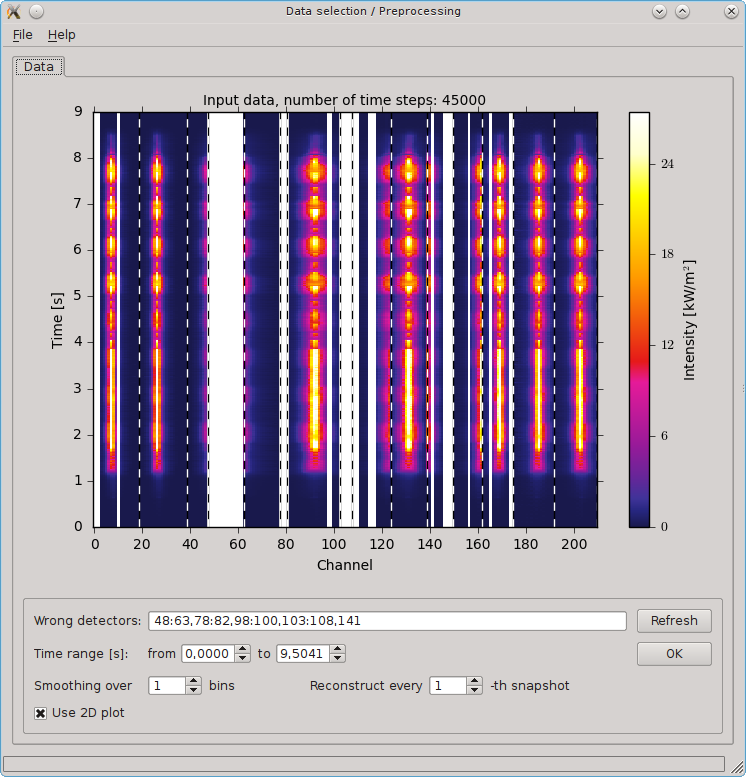 Data selection / Preprocessing
File Help
Data
Input data, number of time steps: 45000
9
8
7
6
5
4
3
2
1
0
Time [s]
0 20 40 60 80 100 120 140 160 180 200
Channel
24
18
12
6
0
Intensity [kW/m²]
Wrong detectors: 48:63,78:82,98:100,103:108,141 Refresh
Time range [s]: from 0,0000 to 9,5041 OK
Smoothing over 1 bins Reconstruct every 1 -th snapshot
Use 2D plot